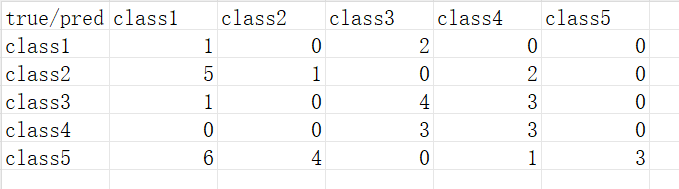 true/pred class1 class2 class3 class4 class5
class1 1 0 2 0 0
class2 5 1 0 2 0
class3 1 0 4 3 0
class4 0 0 3 3 0
class5 6 4 0 1 3